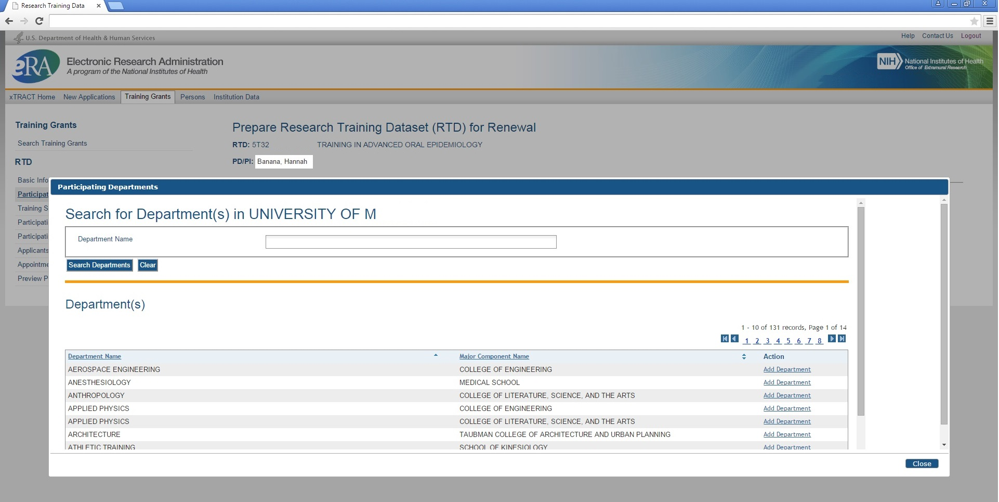 Research Training Data
U.S. Department of Health & Human Services
Help Contact Us Logout
eRA
Electronic Research Administration
A program of the National Institutes of Health
NIH National Institutes of Health
Office of Extramural Research
xTRACT Home New Applications Training Grants Persons Institution Data
Training Grants
Search Training Grants
RTD
Basic Info
Participat
Training S
Participati
Participati
Applicants
Appointme
Preview P
Prepare Research Training Dataset (RTD) for Renewal
RTD: 5T32 TRAINING IN ADVANCED ORAL EPIDEMIOLOGY
PD/PI: Banana, Hannah
Participating Departments
Search for Department(s) in UNIVERSITY OF M
Department Name
Search Departments Clear
Department(s)
1 - 10 of 131 records, Page 1 of 14
1 2 3 4 5 6 7 8
Department Name Major Component Name Action
AEROSPACE ENGINEERING COLLEGE OF ENGINEERING Add Department
ANESTHESIOLOGY MEDICAL SCHOOL Add Department
ANTHROPOLOGY COLLEGE OF LITERATURE, SCIENCE, AND THE ARTS Add Department
APPLIED PHYSICS COLLEGE OF ENGINEERING Add Department
APPLIED PHYSICS COLLEGE OF LITERATURE, SCIENCE, AND THE ARTS Add Department
ARCHITECTURE TAUBMAN COLLEGE OF ARCHITECTURE AND URBAN PLANNING Add Department
ATHLETIC TRAINING SCHOOL OF KINESIOLOGY Add Department
Close